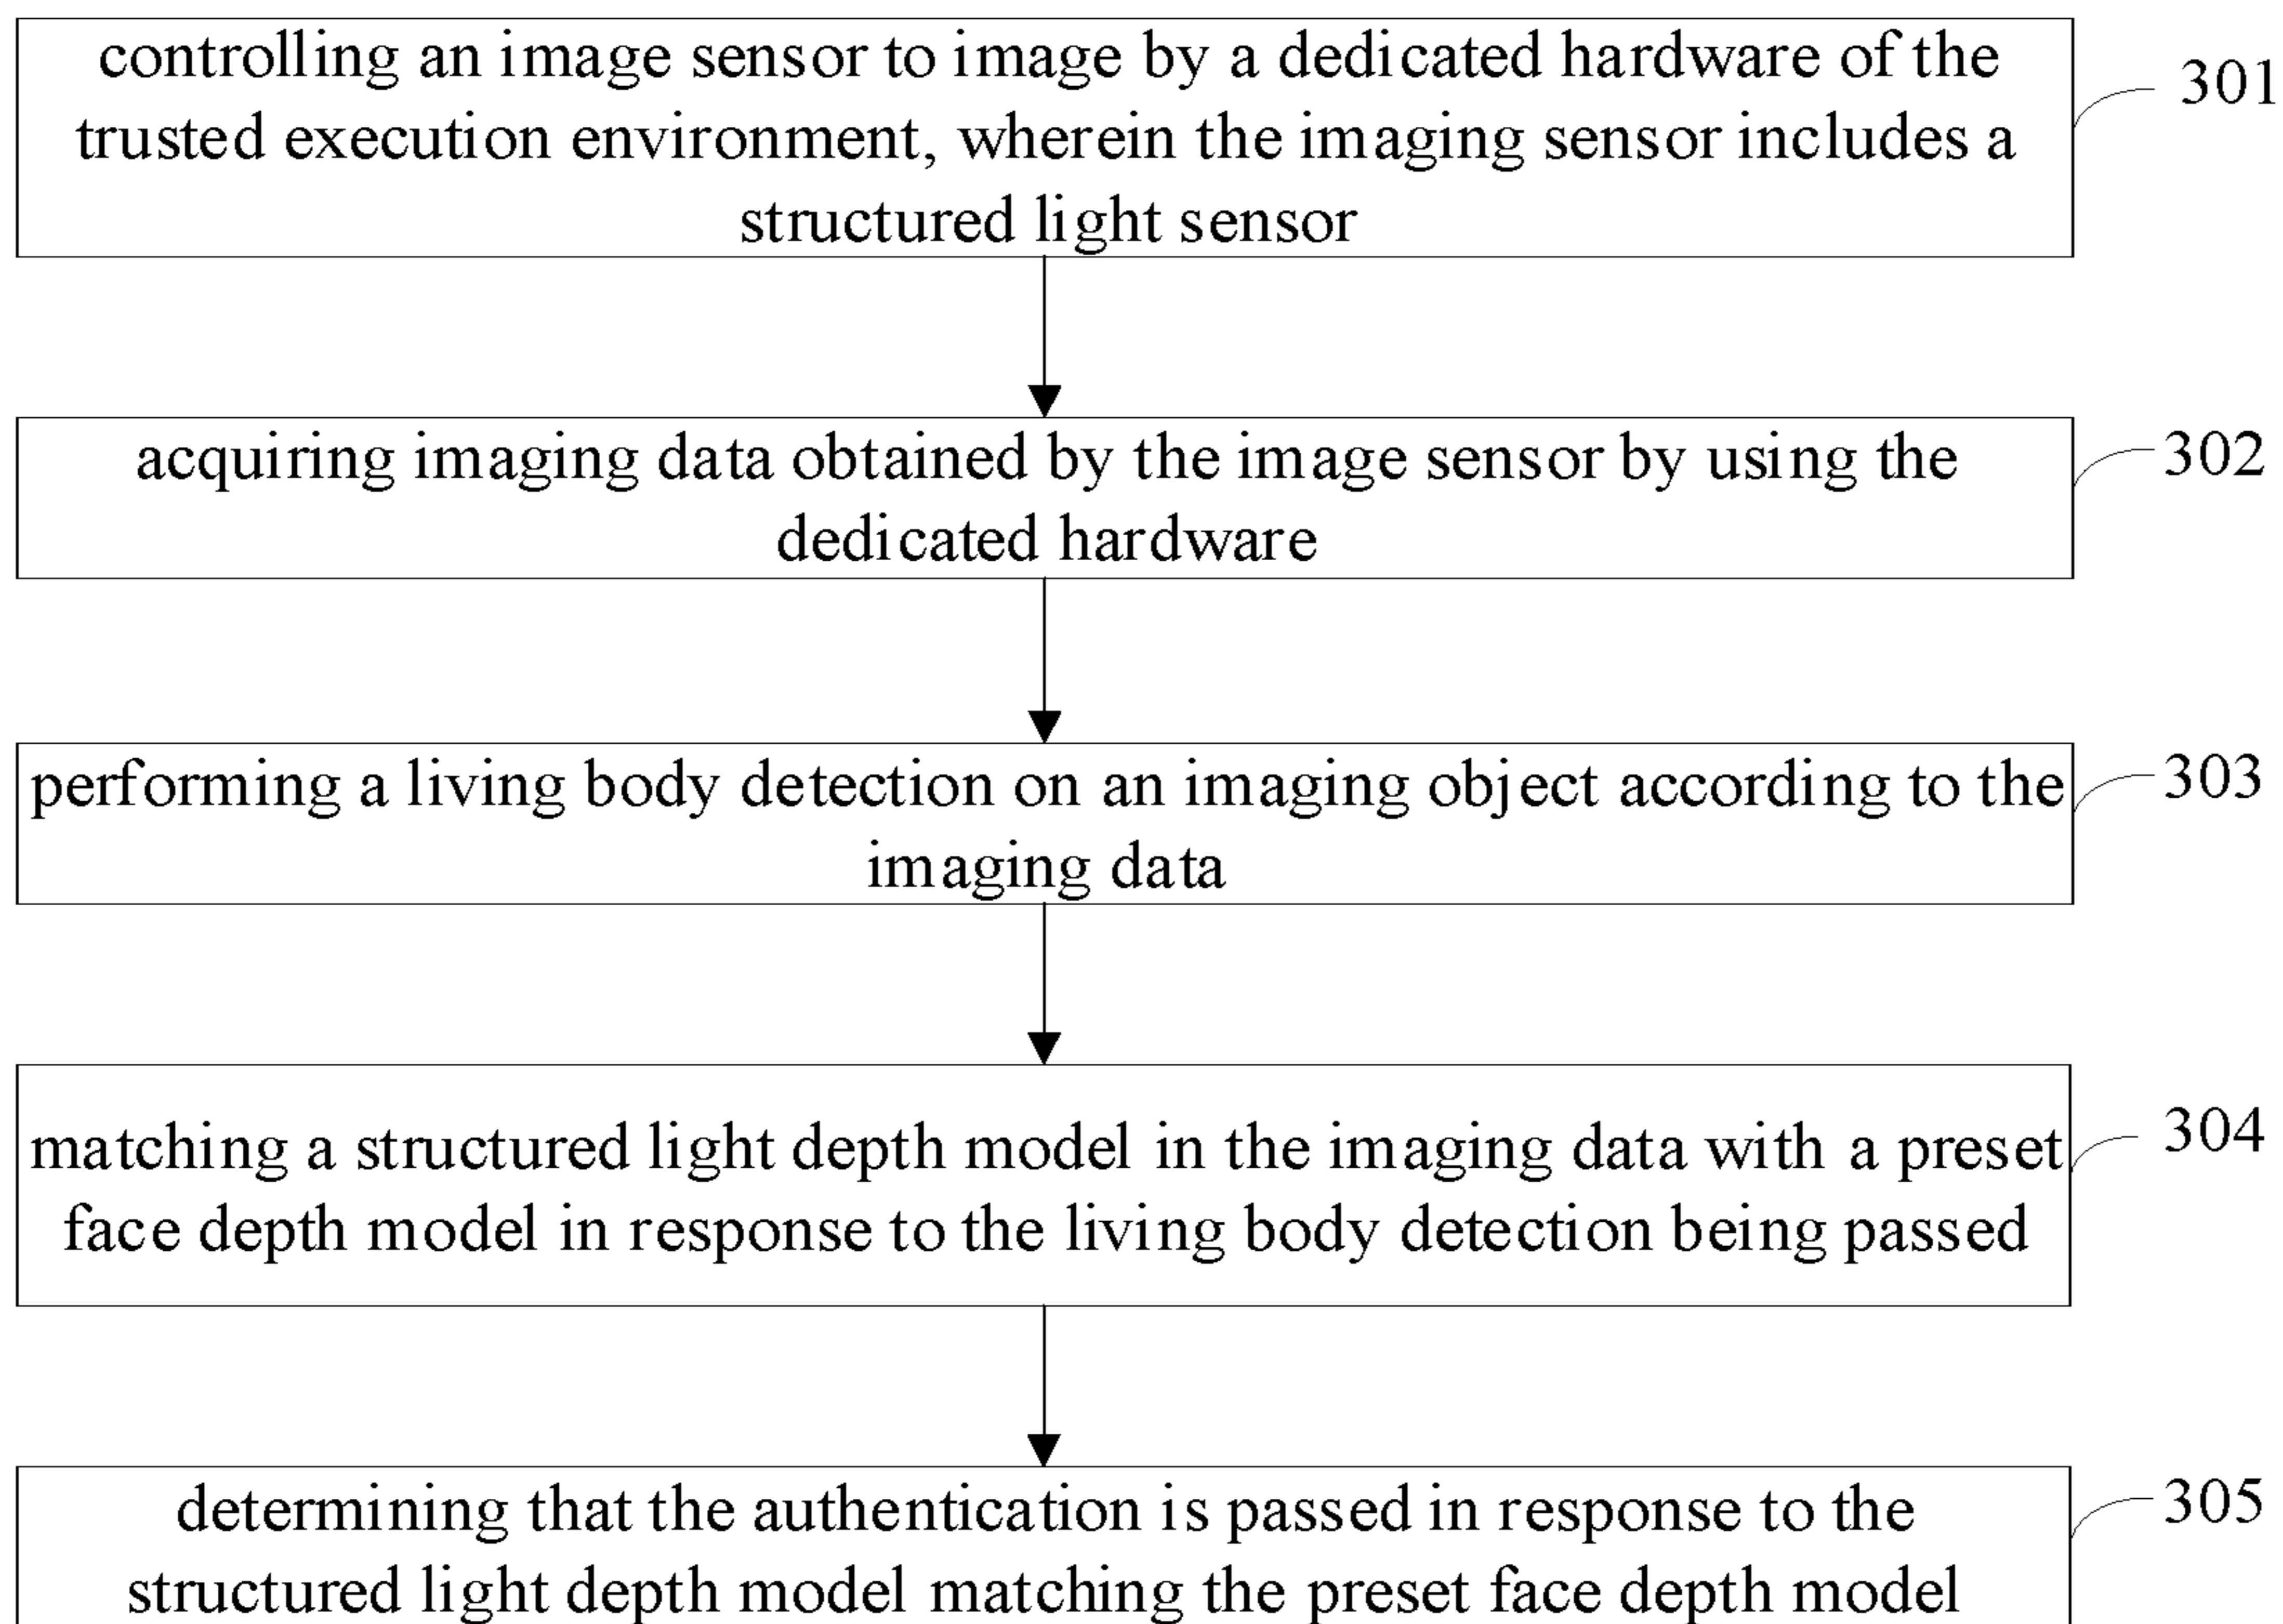 controlling an image sensor to image by a dedicated hardware of the
trusted execution environment, wherein the imaging sensor includes a
structured light sensor
301
acquiring imaging data obtained by the image sensor by using the
dedicated hardware
302
performing a living body detection on an imaging object according to the
imaging data
303
matching a structured light depth model in the imaging data with a preset
face depth model in response to the living body detection being passed
304
determining that the authentication is passed in response to the
structured light depth model matching the preset face depth model
305